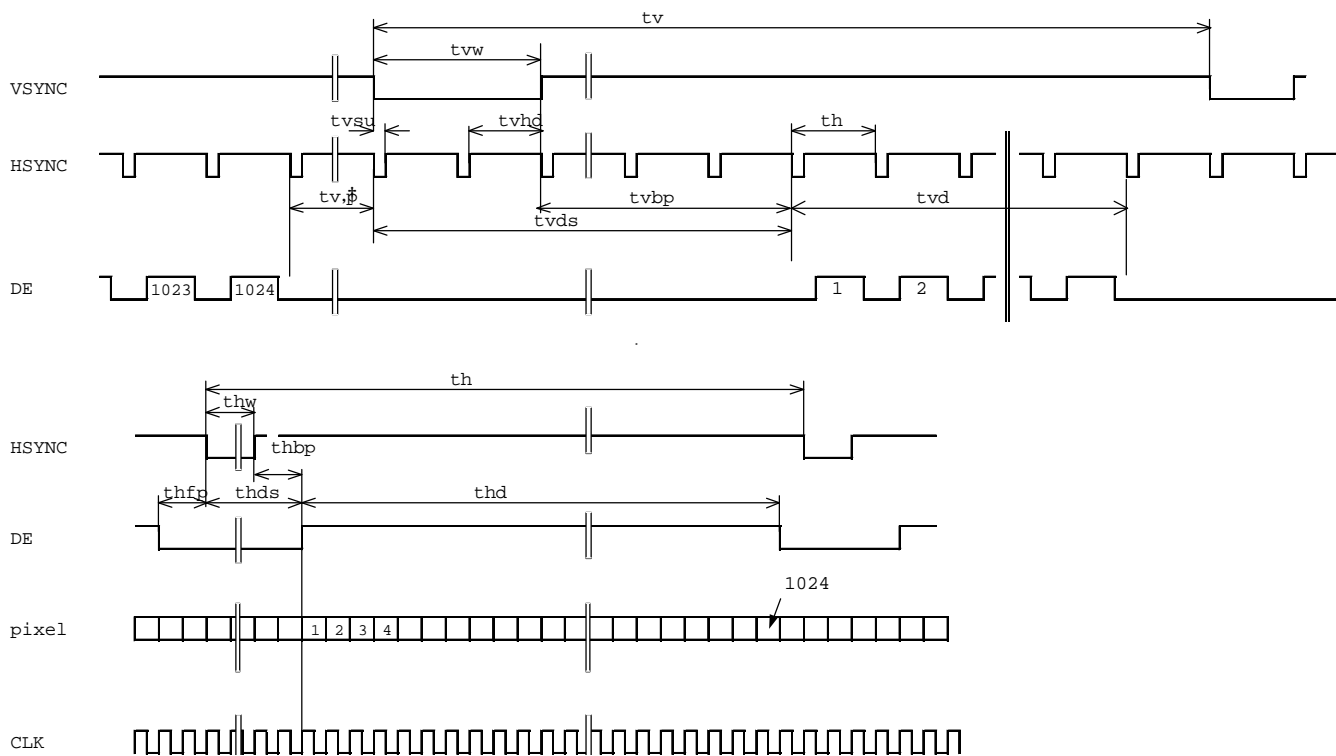 tv
tvw
VSYNC
tvsu
tvhd
th
HSYNC
tvbp
tvd
tvds
DE
1023
1024
1
2
th
thw
HSYNC
thbp
thfp
thds
thd
DE
1024
pixel
1 2 3 4
CLK